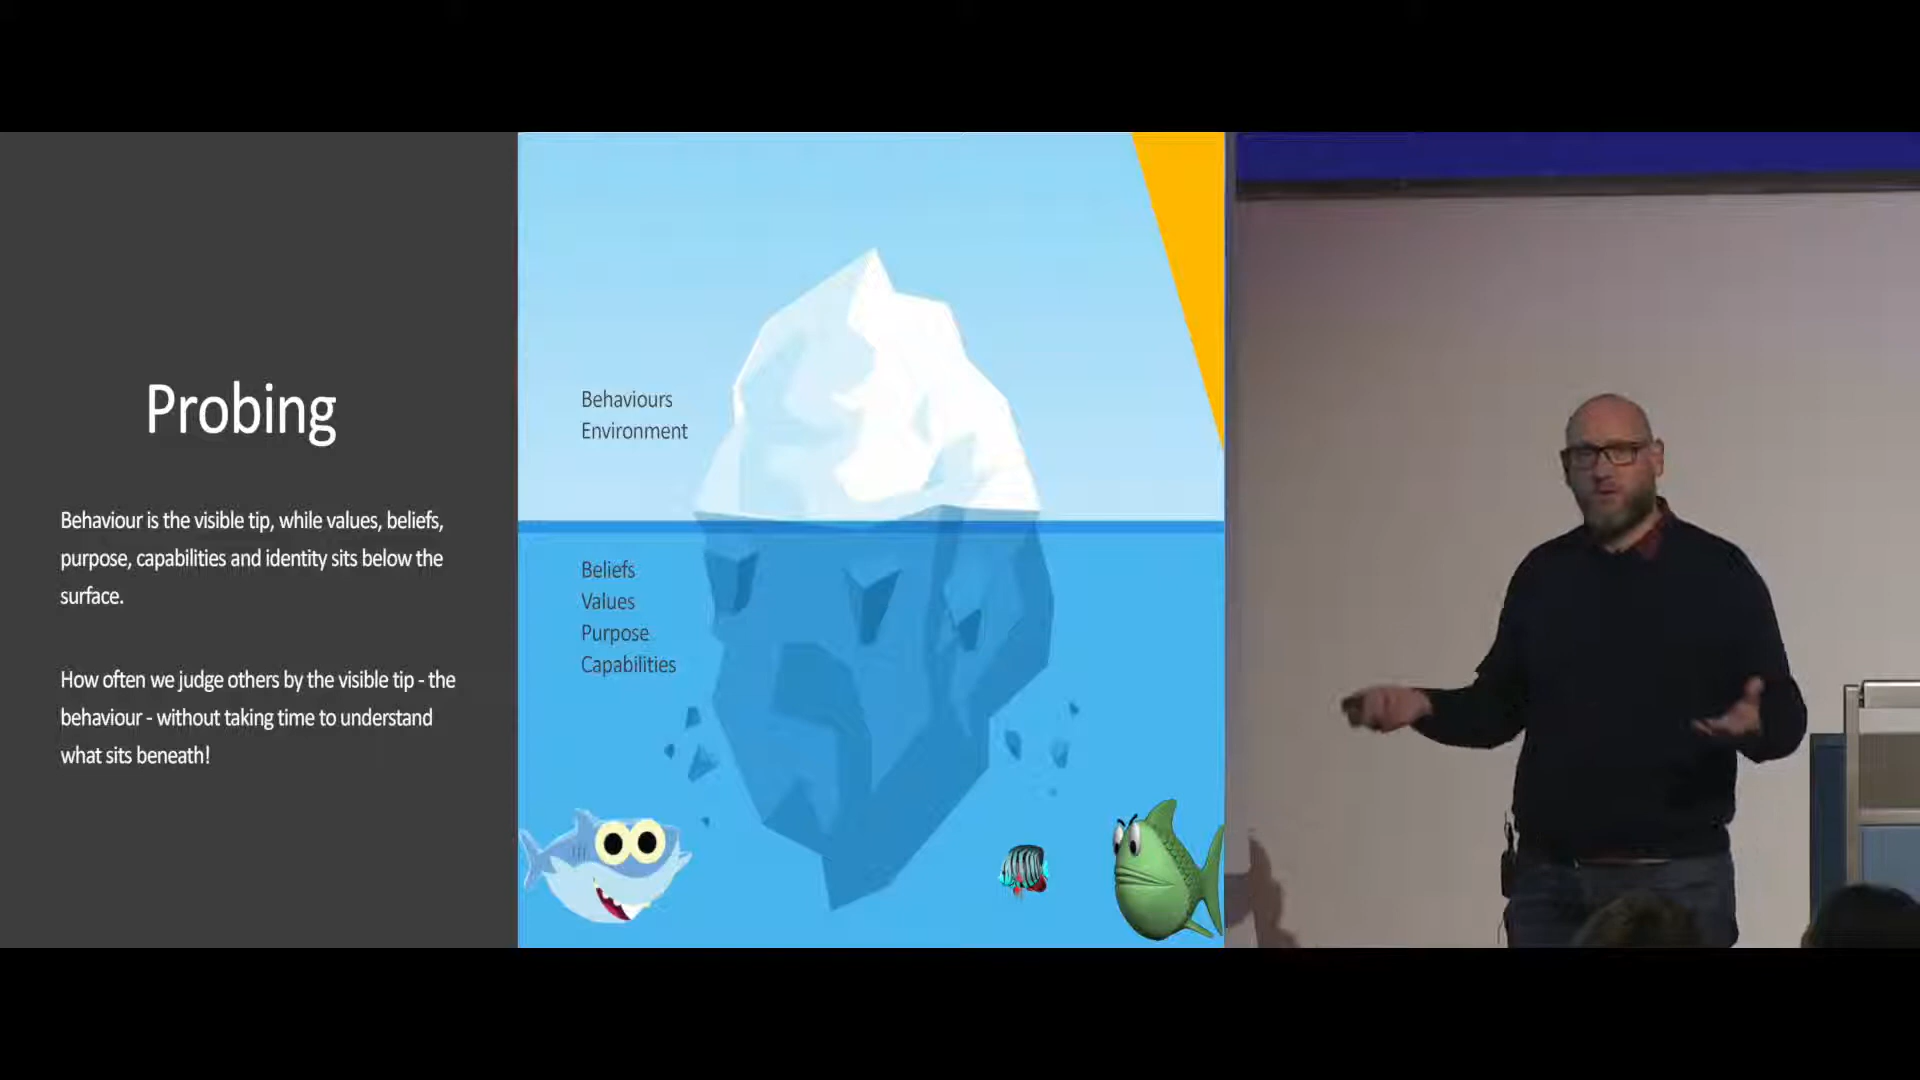 Probing
Behaviour is the visible tip, while values, beliefs,
purpose, capabilities and identity sits below the
surface.
How often we judge others by the visible tip - the
behaviour - without taking time to understand
what sits beneath!
Behaviours
Environment
Beliefs
Values
Purpose
Capabilities